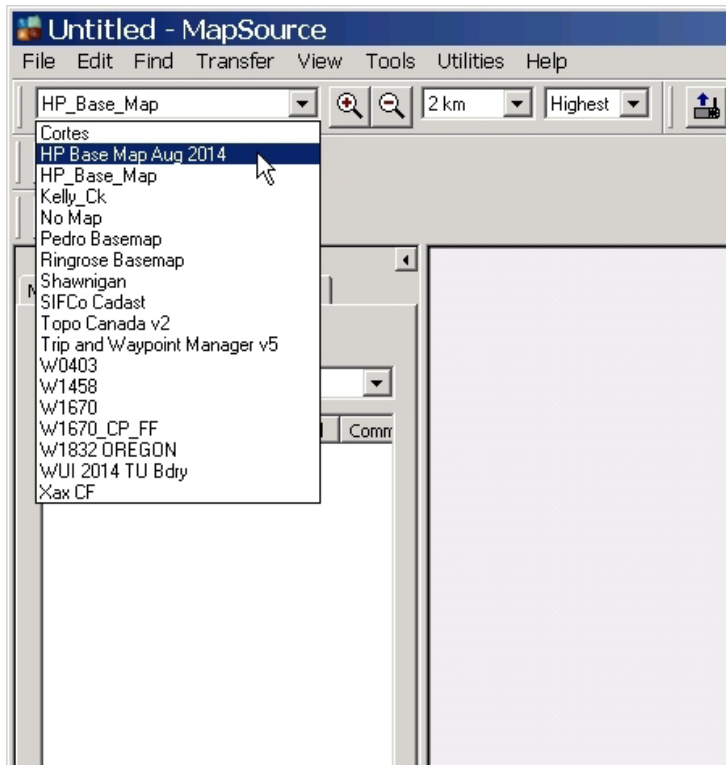 Untitled - MapSource
File Edit Find Transfer View Tools Utilities Help
HP_Base_Map 2 km Highest
Cortes
HP Base Map Aug 2014
HP_Base_Map
Kelly_Ck
No Map
Pedro Basemap
Ringrose Basemap
Shawnigan
SIFCo Cadast
Topo Canada v2
Trip and Waypoint Manager v5
W0403
W1458
W1670
W1670_CP_FF
W1832 OREGON
WUI 2014 TU Bdry
Xax CF